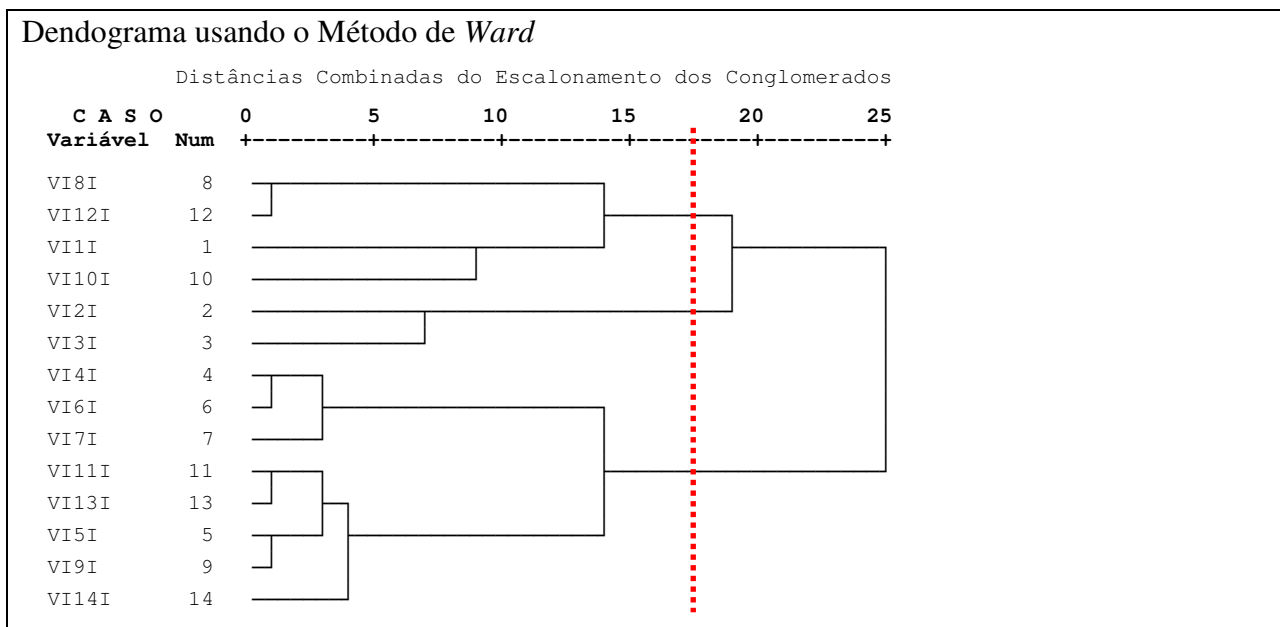 Dendograma usando o Método de Ward
Distâncias Combinadas do Escalonamento dos Conglomerados
C A S O 0 5 10 15 20 25
Variável Num +---------+---------+---------+---------+---------+
VI8I 8
VI12I 12
VI1I 1
VI10I 10
VI2I 2
VI3I 3
VI4I 4
VI6I 6
VI7I 7
VI11I 11
VI13I 13
VI5I 5
VI9I 9
VI14I 14